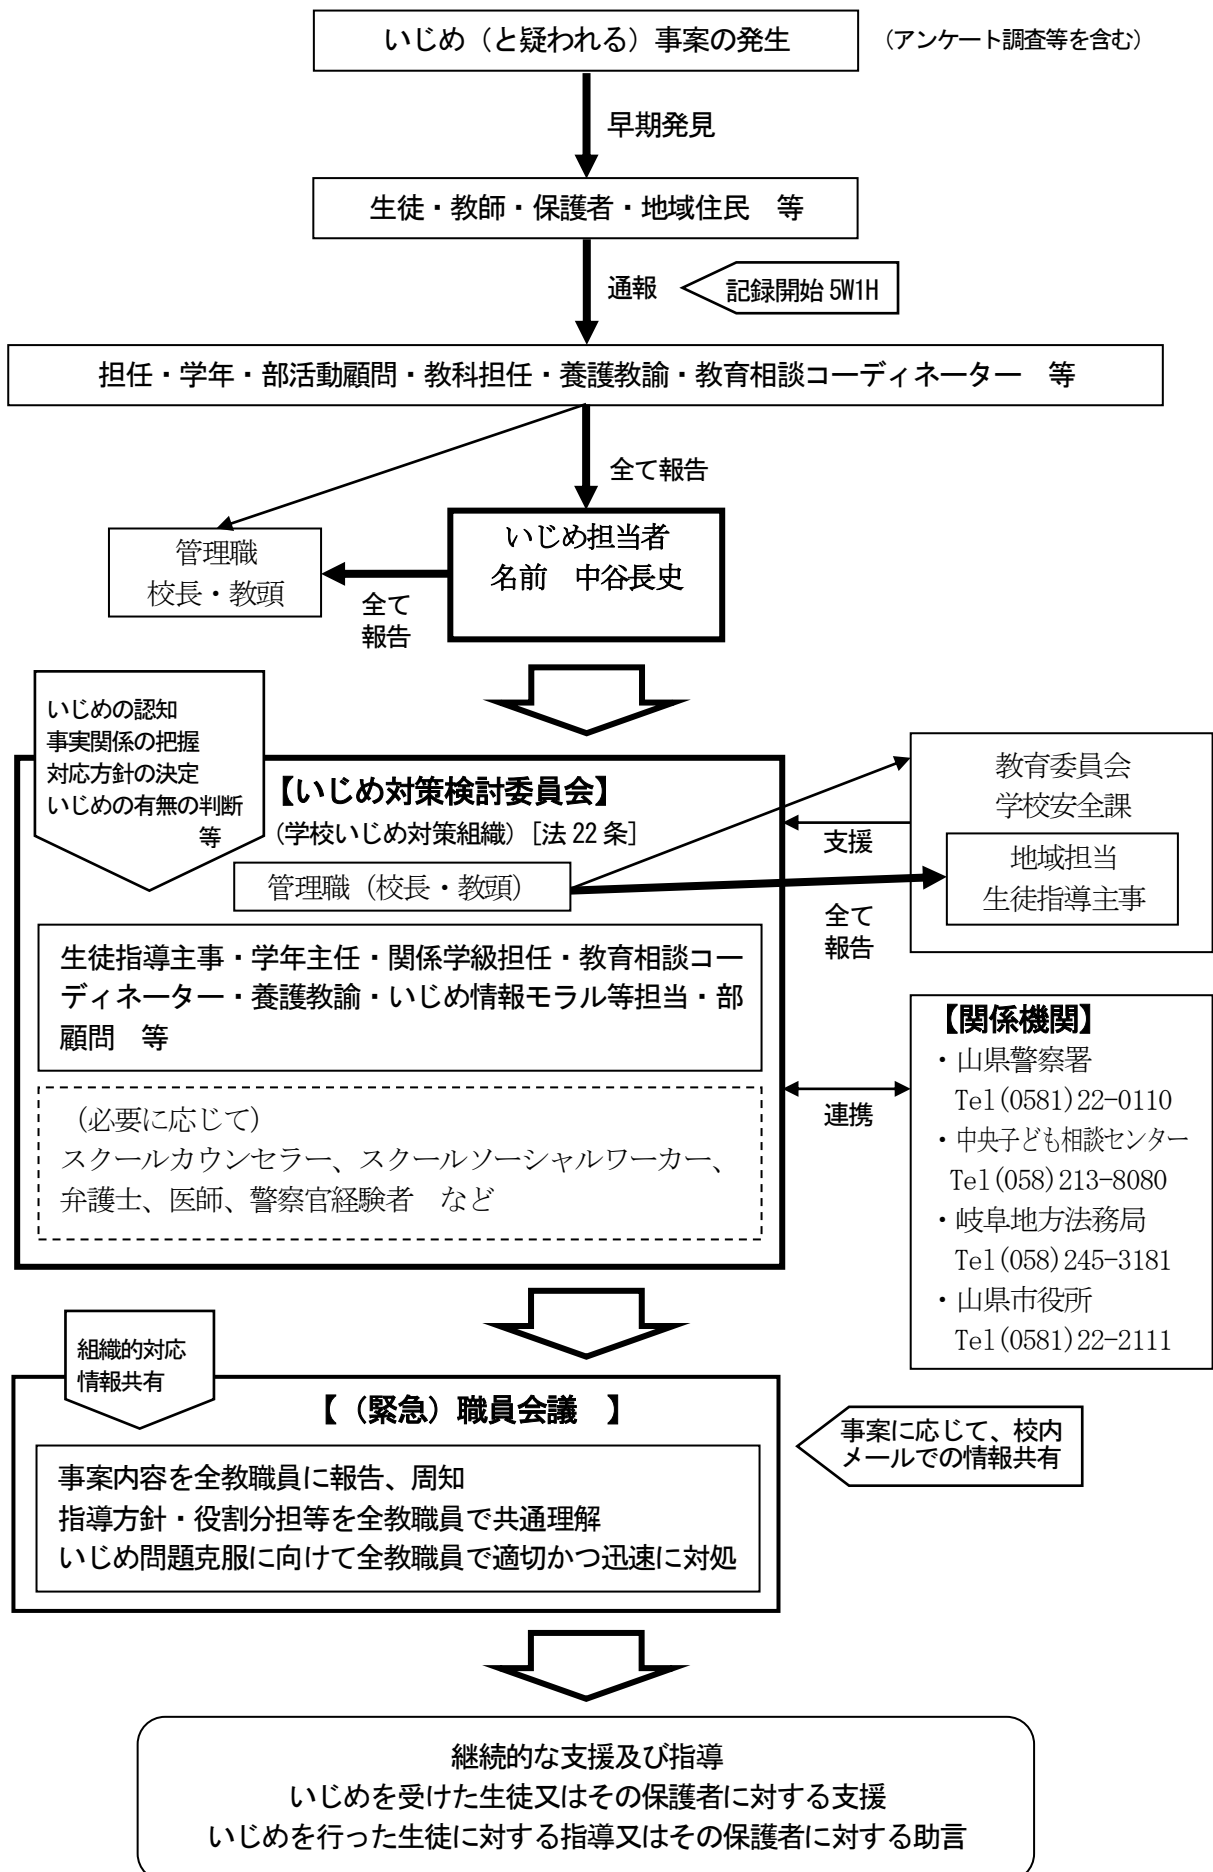 いじめ（と疑われる）事案の発生
（アンケート調査等を含む）
早期発見
生徒・教師・保護者・地域住民　等
通報
記録開始 5W1H
担任・学年・部活動顧問・教科担任・養護教諭・教育相談コーディネーター　等
全て報告
いじめ担当者
名前　中谷長史
管理職
校長・教頭
全て
報告
いじめの認知
事実関係の把握
対応方針の決定
いじめの有無の判断
等
【いじめ対策検討委員会】
（学校いじめ対策組織）［法 22 条］
管理職（校長・教頭）
生徒指導主事・学年主任・関係学級担任・教育相談コー
ディネーター・養護教諭・いじめ情報モラル等担当・部
顧問　等
（必要に応じて）
スクールカウンセラー、スクールソーシャルワーカー、
弁護士、医師、警察官経験者　など
教育委員会
学校安全課
地域担当
生徒指導主事
支援
全て
報告
連携
【関係機関】
・山県警察署
Tel(0581)22-0110
・中央子ども相談センター
Tel(058)213-8080
・岐阜地方法務局
Tel(058)245-3181
・山県市役所
Tel(0581)22-2111
組織的対応
情報共有
【（緊急）職員会議　】
事案に応じて、校内
メールでの情報共有
事案内容を全教職員に報告、周知
指導方針・役割分担等を全教職員で共通理解
いじめ問題克服に向けて全教職員で適切かつ迅速に対処
継続的な支援及び指導
いじめを受けた生徒又はその保護者に対する支援
いじめを行った生徒に対する指導又はその保護者に対する助言